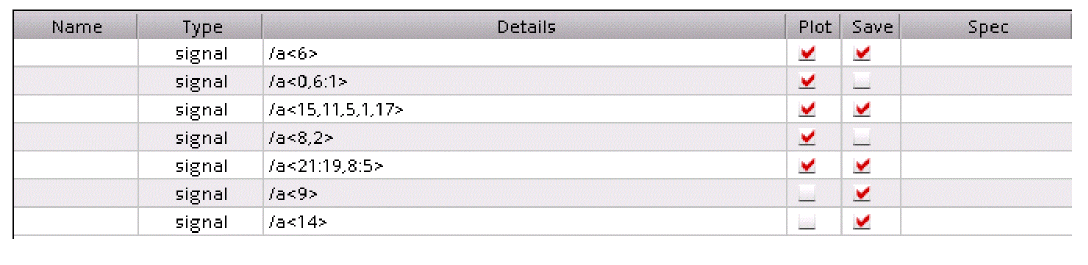 Name Type Details Plot Save Spec
signal /a<6>
signal /a<0,6:1>
signal /a<15,11,5,1,17>
signal /a<8,2>
signal /a<21:19,8:5>
signal /a<9>
signal /a<14>